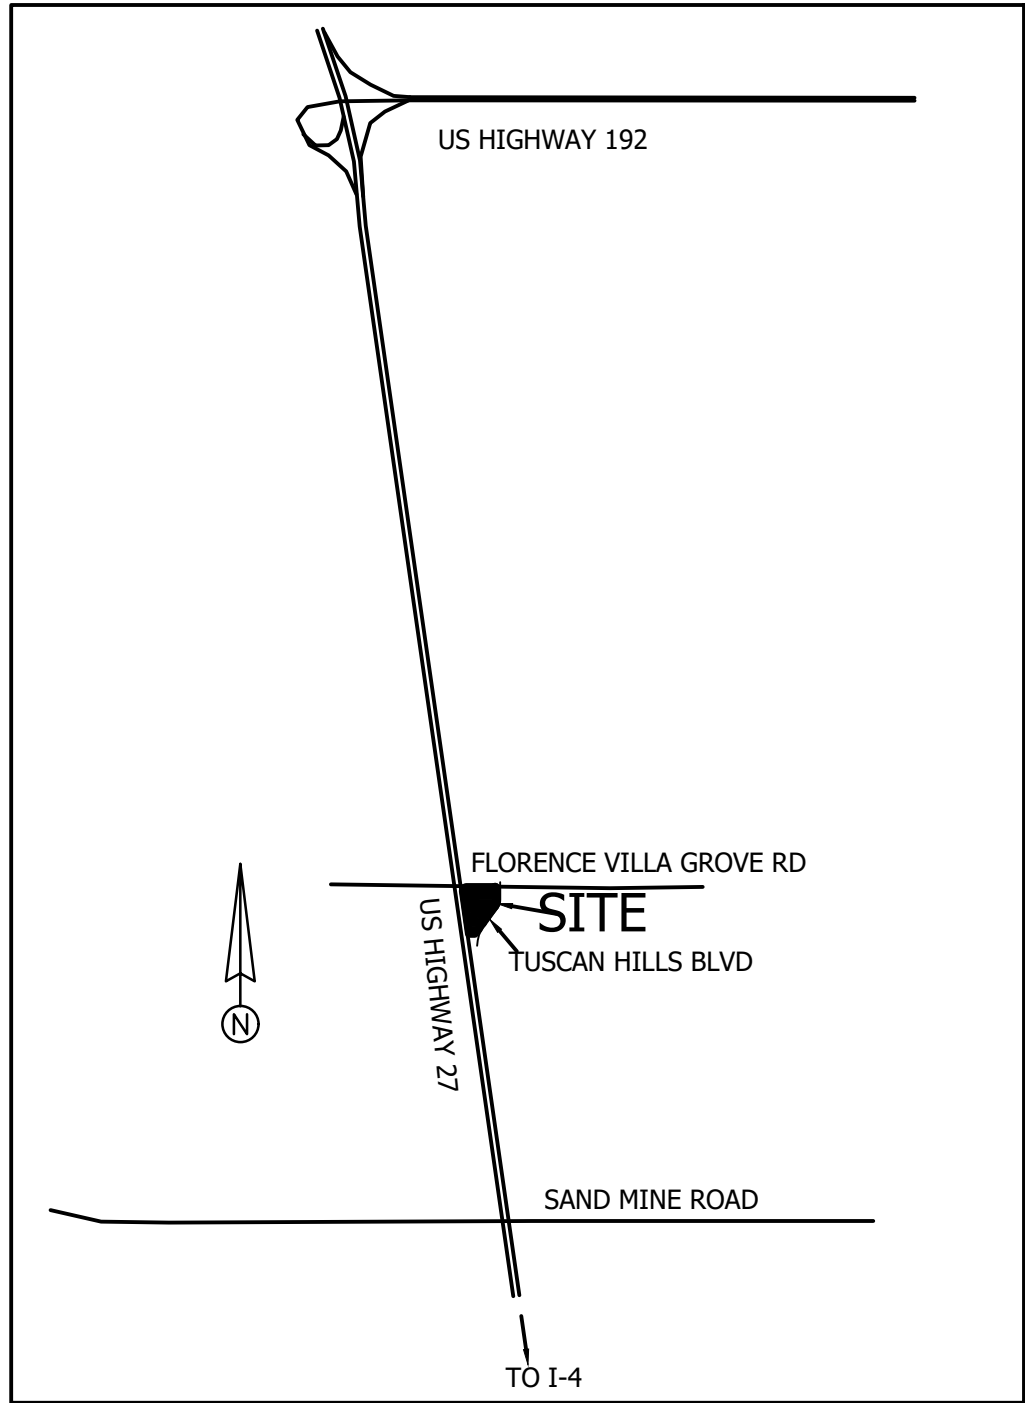 US HIGHWAY 192
FLORENCE VILLA GROVE RD
SITE
TUSCAN HILLS BLVD
US HIGHWAY 27
N
SAND MINE ROAD
TO I-4